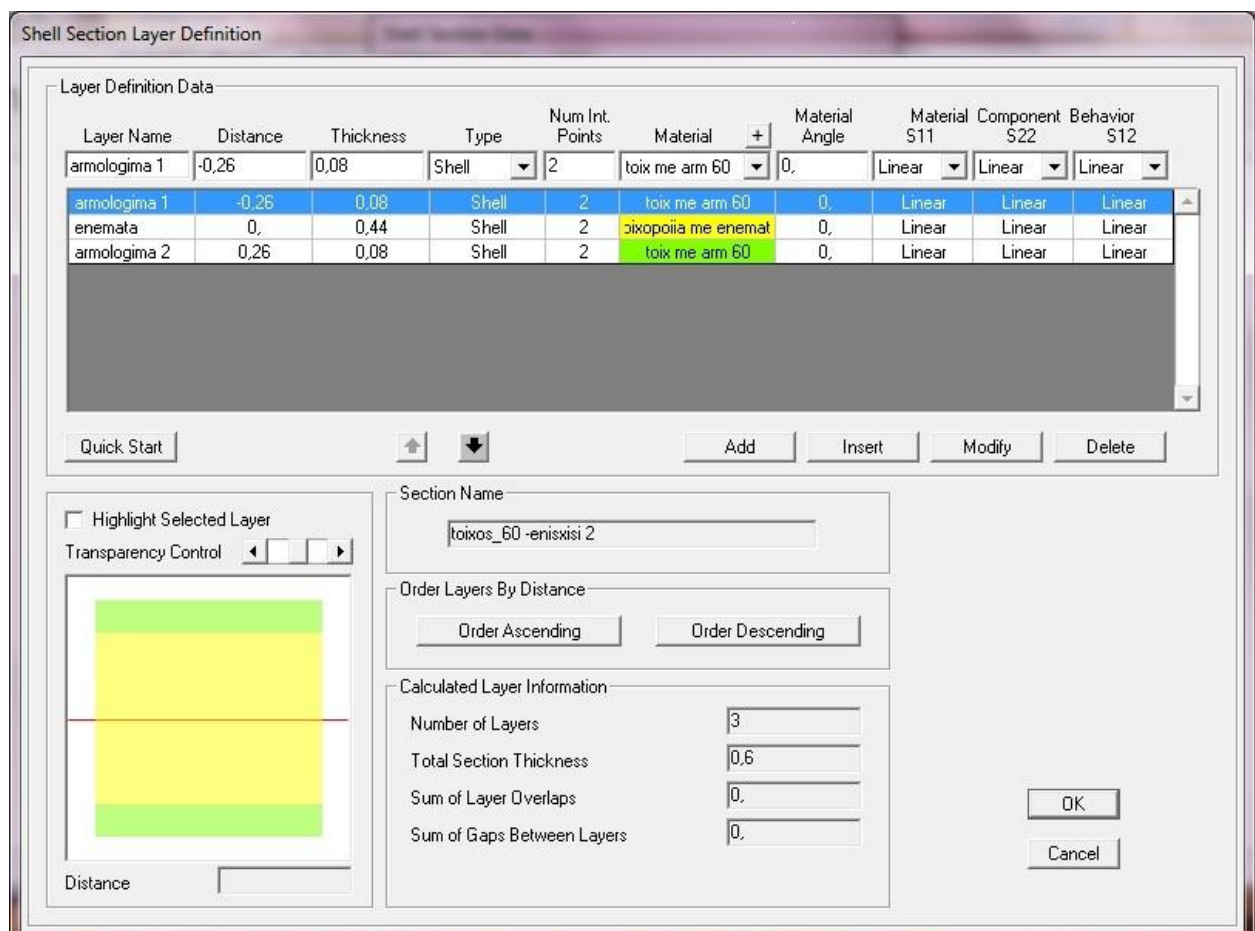 Shell Section Layer Definition
Layer Definition Data
Layer Name Distance Thickness Type Num Int. Points Material + Material Angle Material Component Behavior S11 S22 S12
armologima 1 -0,26 0,08 Shell 2 toix me arm 60 0, Linear Linear Linear
armologima 1 -0,26 0,08 Shell 2 toix me arm 60 0, Linear Linear Linear
enemata 0, 0,44 Shell 2 oixopoiia me enemat 0, Linear Linear Linear
armologima 2 0,26 0,08 Shell 2 toix me arm 60 0, Linear Linear Linear
Quick Start Add Insert Modify Delete
Highlight Selected Layer
Transparency Control
Distance
Section Name
toixos_60 -enisxisi 2
Order Layers By Distance
Order Ascending Order Descending
Calculated Layer Information
Number of Layers 3
Total Section Thickness 0,6
Sum of Layer Overlaps 0,
Sum of Gaps Between Layers 0,
OK
Cancel